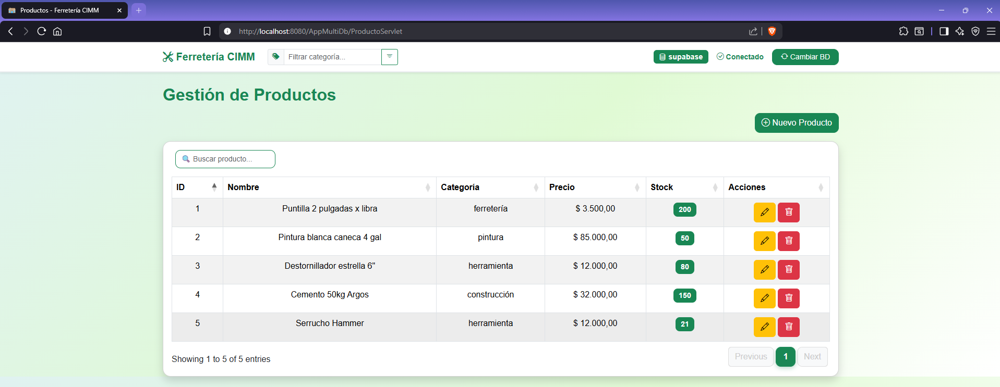 Productos - Ferretería CIMM
http://localhost:8080/AppMultiDb/ProductoServlet
Ferretería CIMM
Filtrar categoría...
supabase
Conectado
Cambiar BD
Gestión de Productos
Nuevo Producto
Buscar producto...
ID Nombre Categoría Precio Stock Acciones
1 Puntilla 2 pulgadas x libra ferretería $ 3.500,00 200
2 Pintura blanca caneca 4 gal pintura $ 85.000,00 50
3 Destornillador estrella 6" herramienta $ 12.000,00 80
4 Cemento 50kg Argos construcción $ 32.000,00 150
5 Serrucho Hammer herramienta $ 12.000,00 21
Showing 1 to 5 of 5 entries
Previous 1 Next